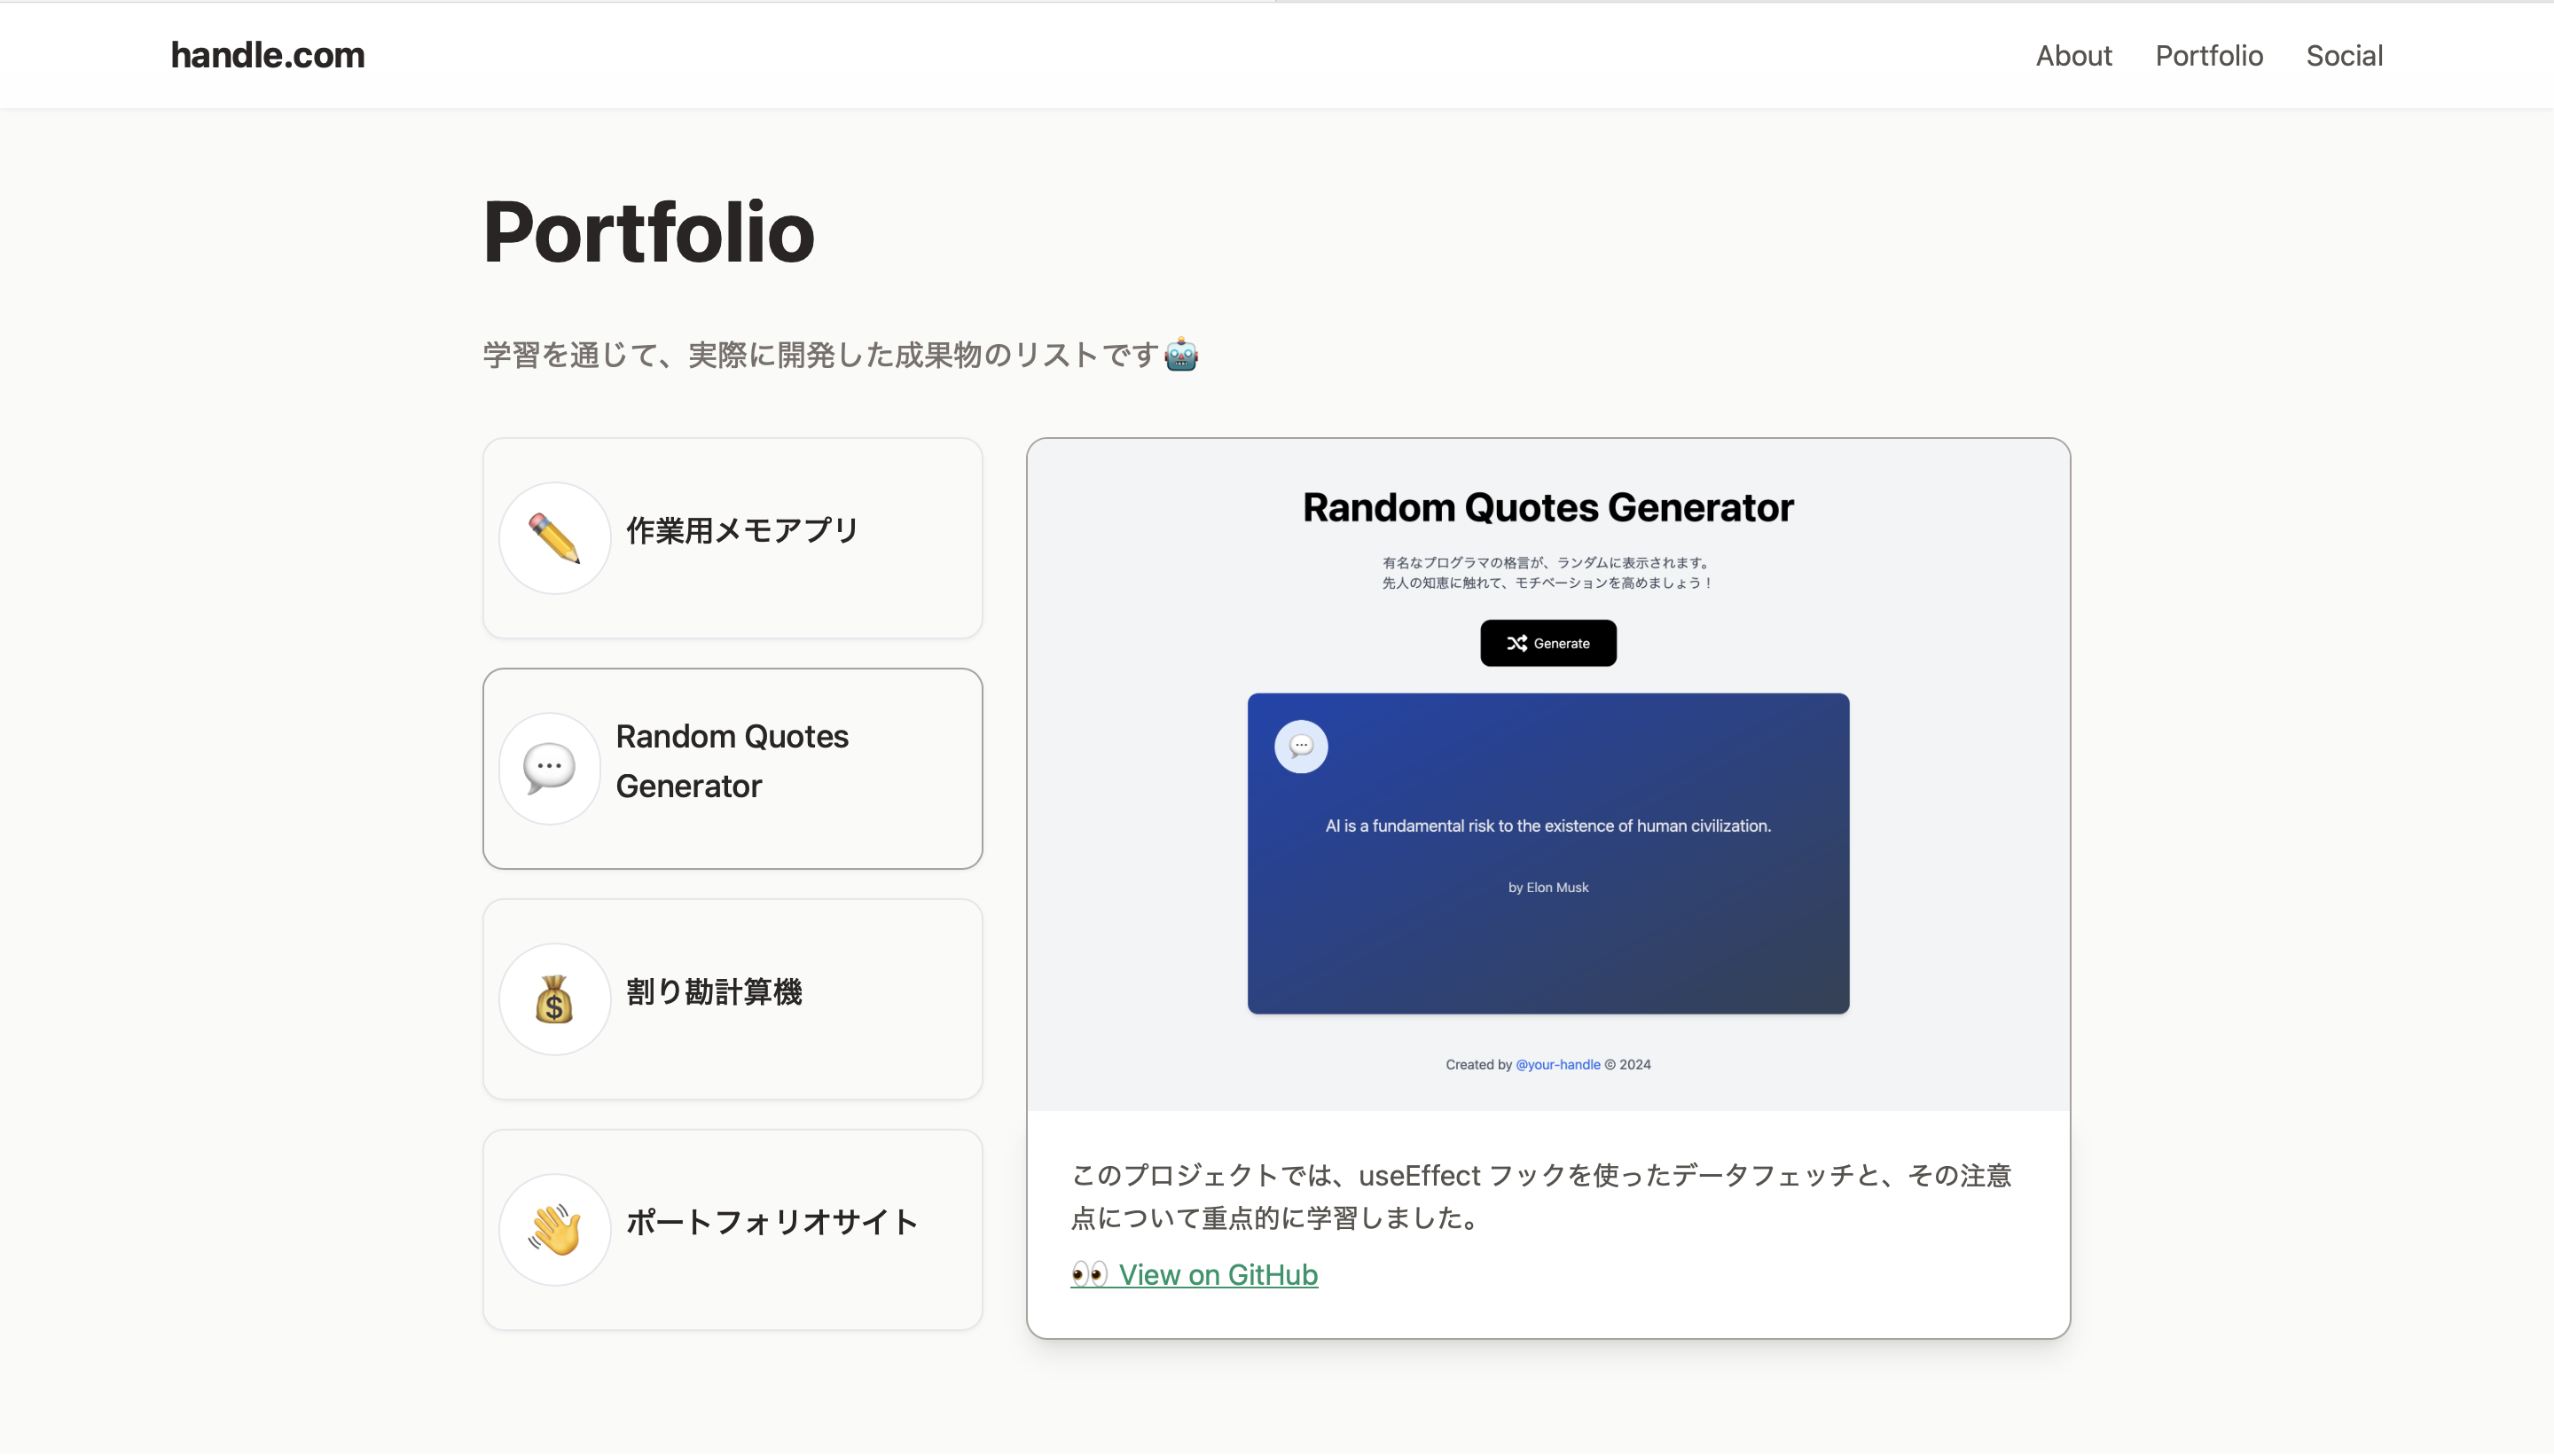 handle.com
About Portfolio Social
Portfolio
学習を通じて、実際に開発した成果物のリストです🤖
作業用メモアプリ
Random Quotes
Generator
割り勘計算機
ポートフォリオサイト
Random Quotes Generator
有名なプログラマの格言が、ランダムに表示されます。
先人の知恵に触れて、モチベーションを高めましょう！
Generate
AI is a fundamental risk to the existence of human civilization.
by Elon Musk
Created by @your-handle © 2024
このプロジェクトでは、useEffect フックを使ったデータフェッチと、その注意
点について重点的に学習しました。
👀 View on GitHub